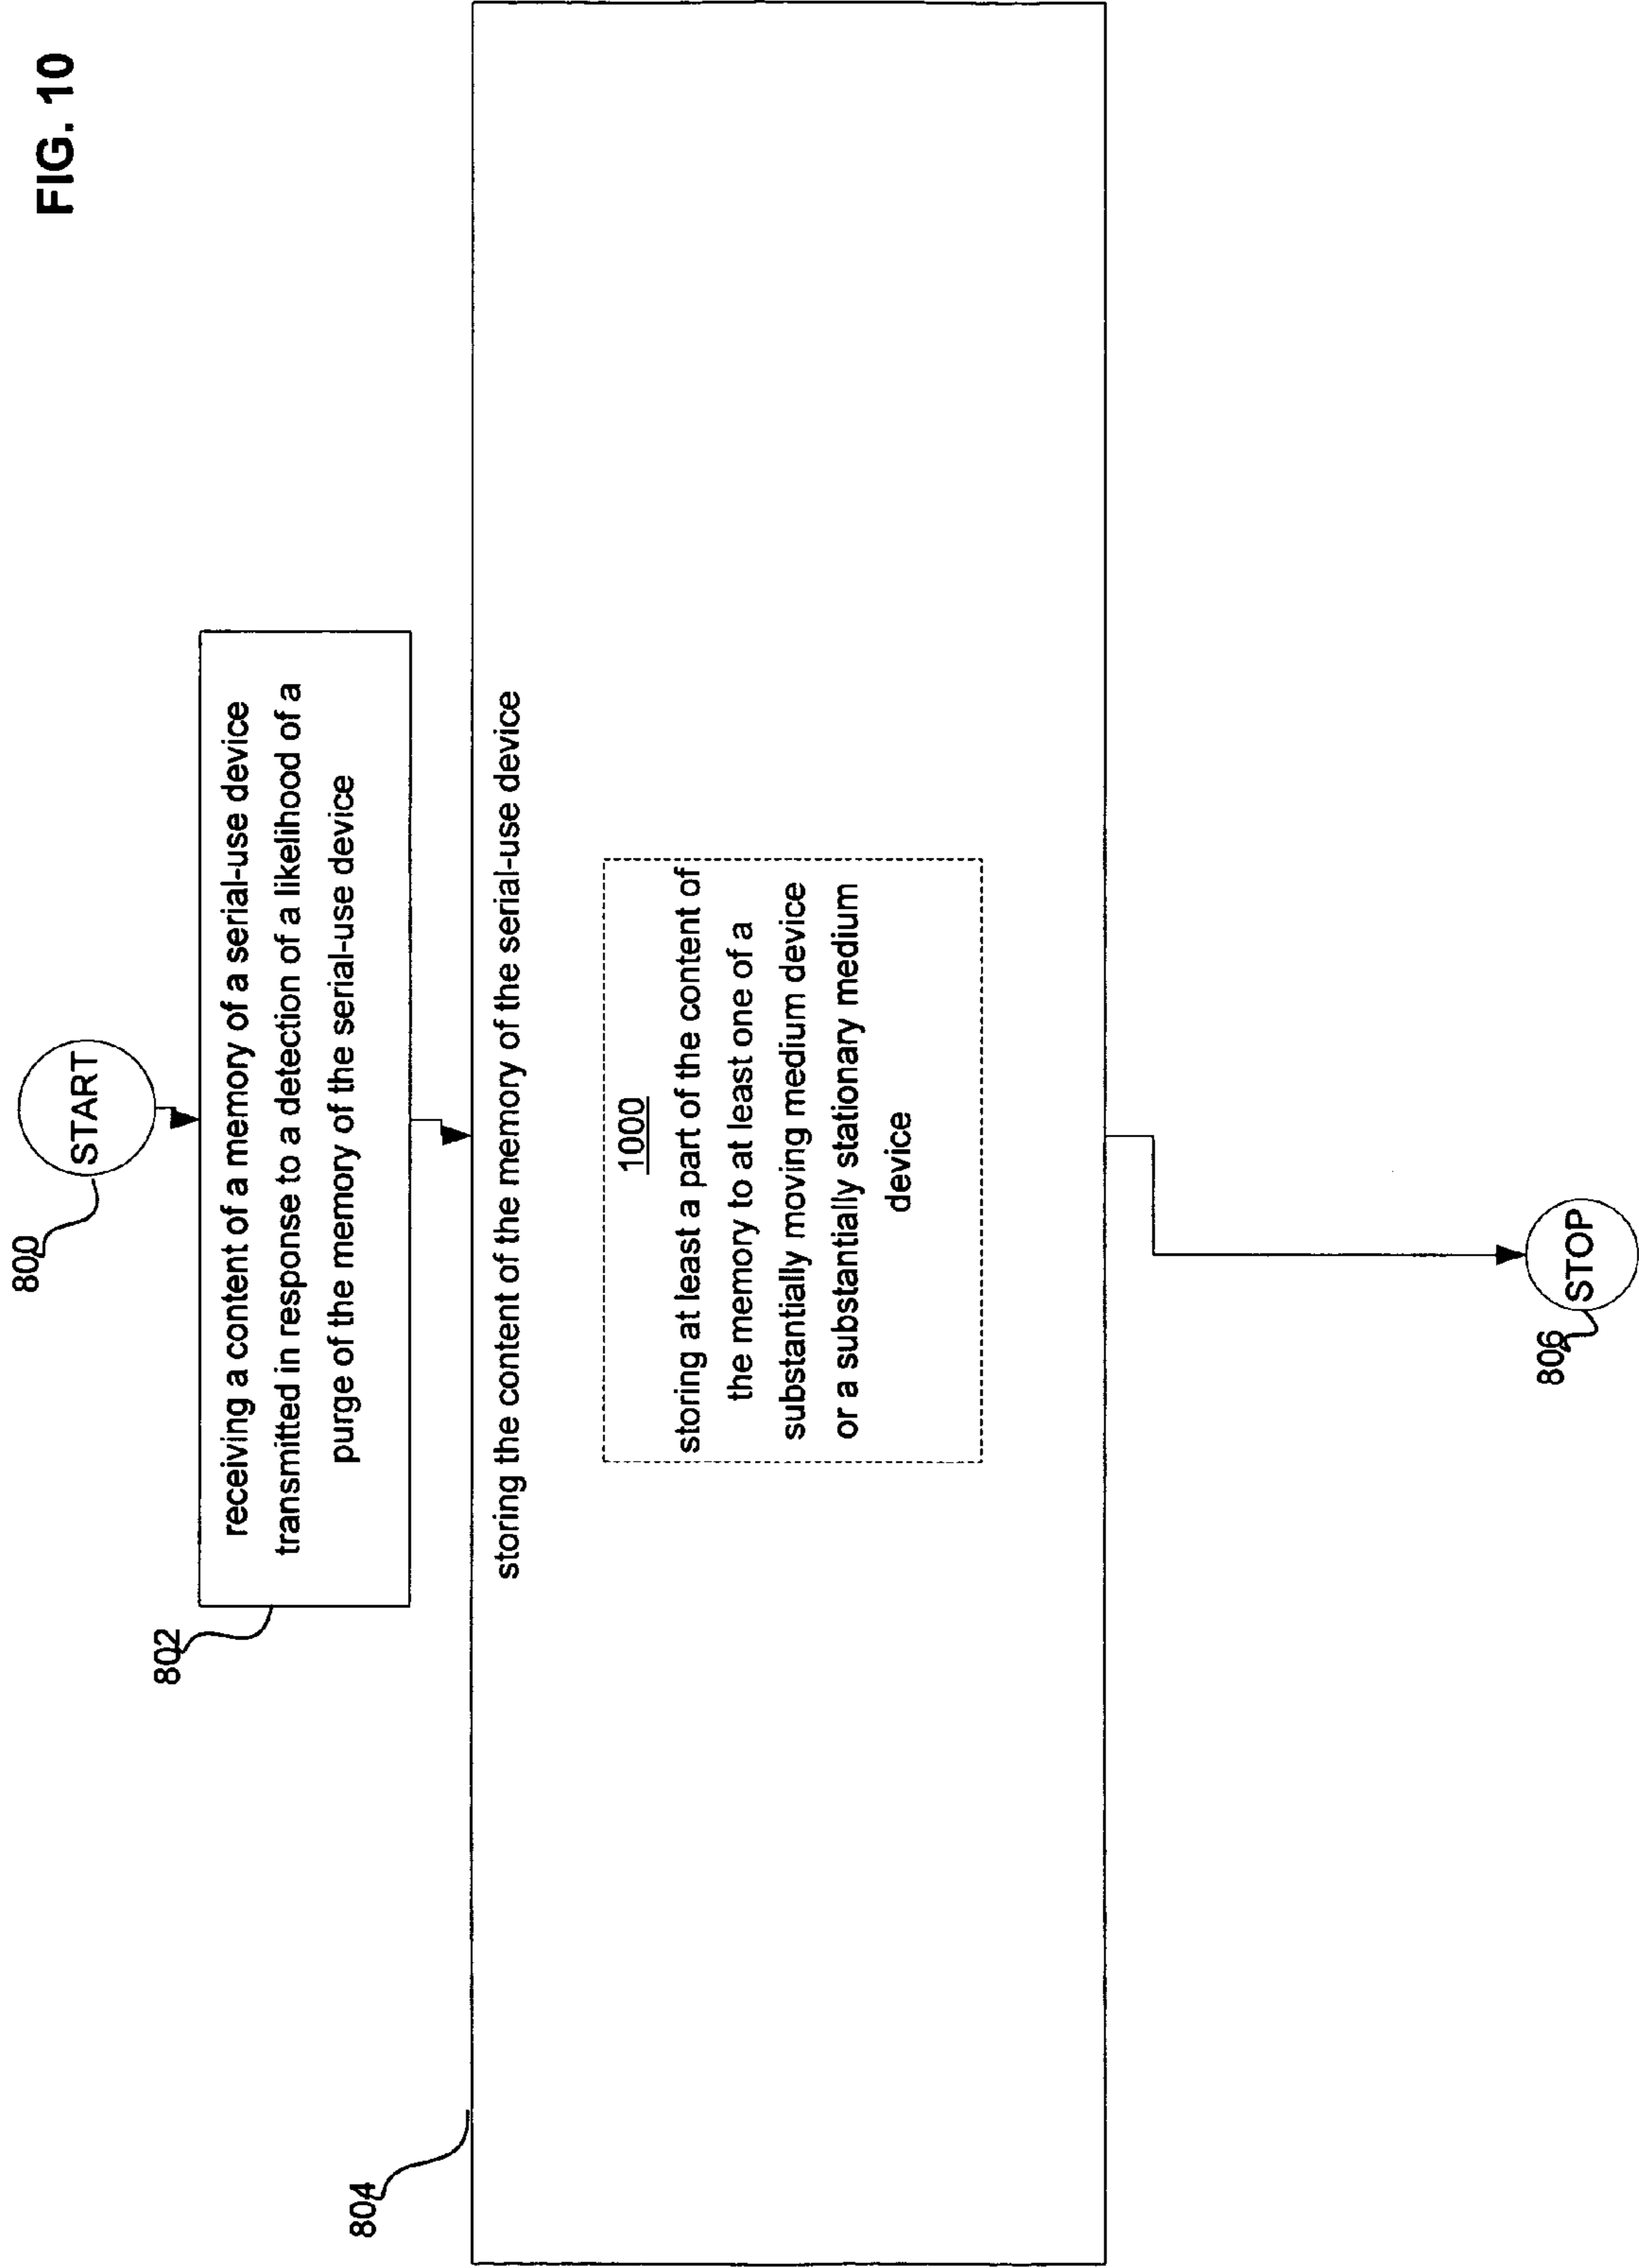 FIG. 10
800
START
802
receiving a content of a memory of a serial-use device
transmitted in response to a detection of a likelihood of a
purge of the memory of the serial-use device
804
storing the content of the memory of the serial-use device
1000
storing at least a part of the content of
the memory to at least one of a
substantially moving medium device
or a substantially stationary medium
device
806
STOP